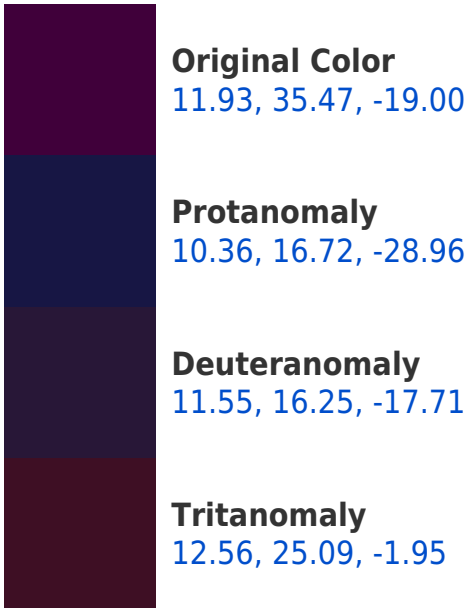 Original Color
11.93, 35.47, -19.00
Protanomaly
10.36, 16.72, -28.96
Deuteranomaly
11.55, 16.25, -17.71
Tritanomaly
12.56, 25.09, -1.95